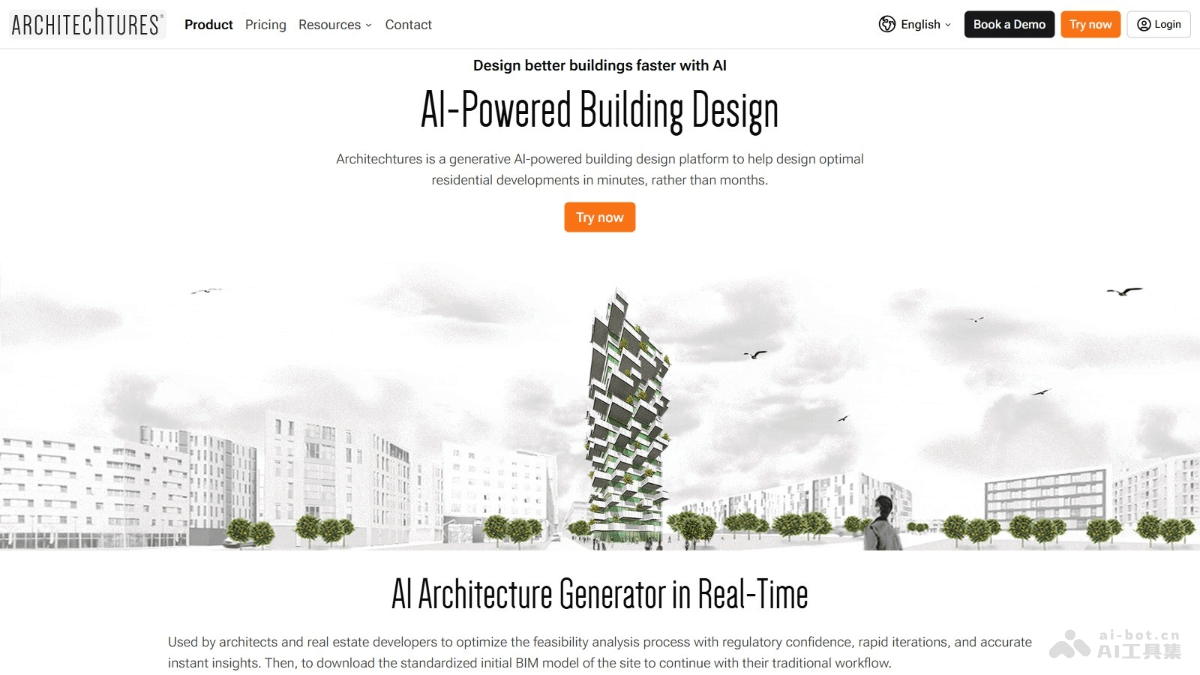 ARCHITECHTURES®
Product
Pricing
Resources
Contact
English
Book a Demo
Try now
Login
Design better buildings faster with AI
AI-Powered Building Design
Architechtures is a generative AI-powered building design platform to help design optimal
residential developments in minutes, rather than months.
Try now
AI Architecture Generator in Real-Time
Used by architects and real estate developers to optimize the feasibility analysis process with regulatory confidence, rapid iterations, and accurate
instant insights. Then, to download the standardized initial BIM model of the site to continue with their traditional workflow.
ai-bot.cn
AI工具集